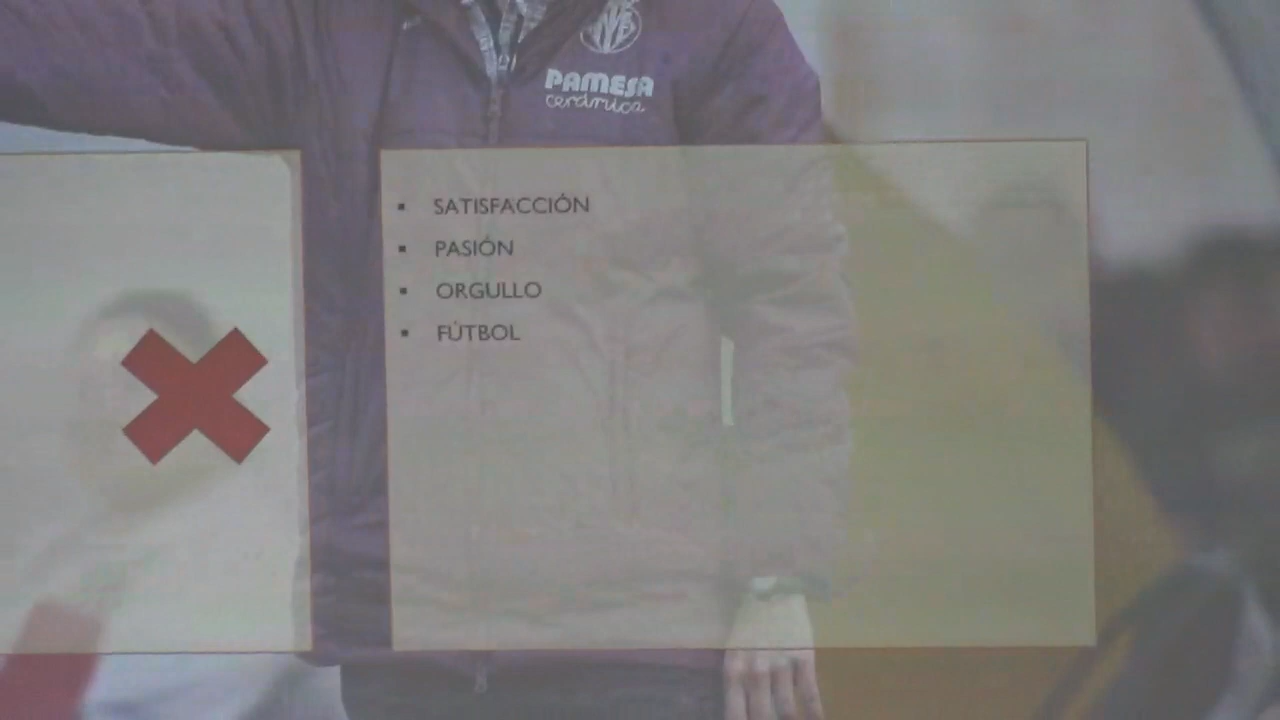 PAMESA
cerámica
SATISFACCIÓN
PASIÓN
ORGULLO
FÚTBOL